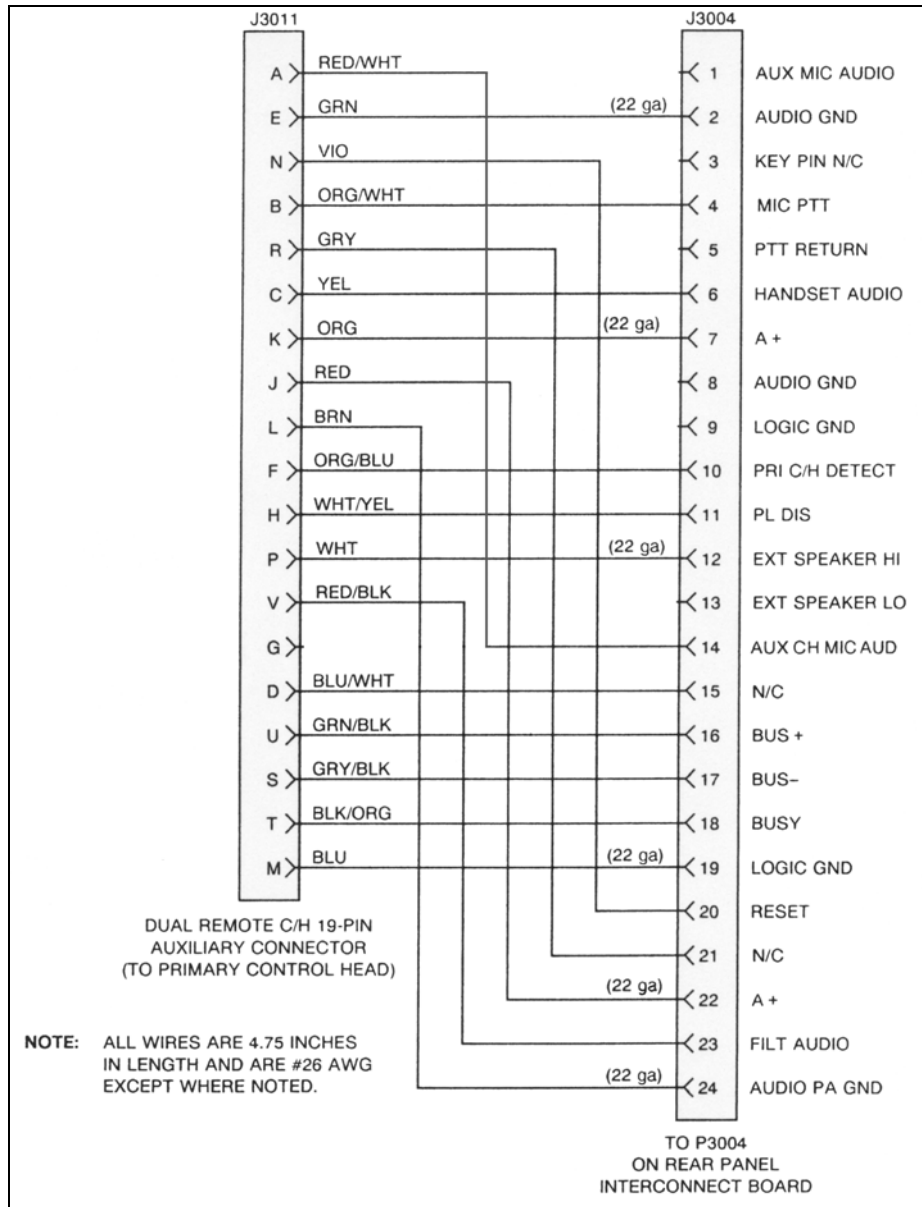 J3011 J3004
A RED/WHT 1 AUX MIC AUDIO
E GRN (22 ga) 2 AUDIO GND
N VIO 3 KEY PIN N/C
B ORG/WHT 4 MIC PTT
R GRY 5 PTT RETURN
C YEL 6 HANDSET AUDIO
K ORG (22 ga) 7 A +
J RED 8 AUDIO GND
L BRN 9 LOGIC GND
F ORG/BLU 10 PRI C/H DETECT
H WHT/YEL 11 PL DIS
P WHT (22 ga) 12 EXT SPEAKER HI
V RED/BLK 13 EXT SPEAKER LO
G 14 AUX CH MIC AUD
D BLU/WHT 15 N/C
U GRN/BLK 16 BUS +
S GRY/BLK 17 BUS–
T BLK/ORG 18 BUSY
M BLU (22 ga) 19 LOGIC GND
20 RESET
21 N/C
(22 ga) 22 A +
23 FILT AUDIO
(22 ga) 24 AUDIO PA GND
DUAL REMOTE C/H 19-PIN
AUXILIARY CONNECTOR
(TO PRIMARY CONTROL HEAD)
NOTE: ALL WIRES ARE 4.75 INCHES
IN LENGTH AND ARE #26 AWG
EXCEPT WHERE NOTED.
TO P3004
ON REAR PANEL
INTERCONNECT BOARD